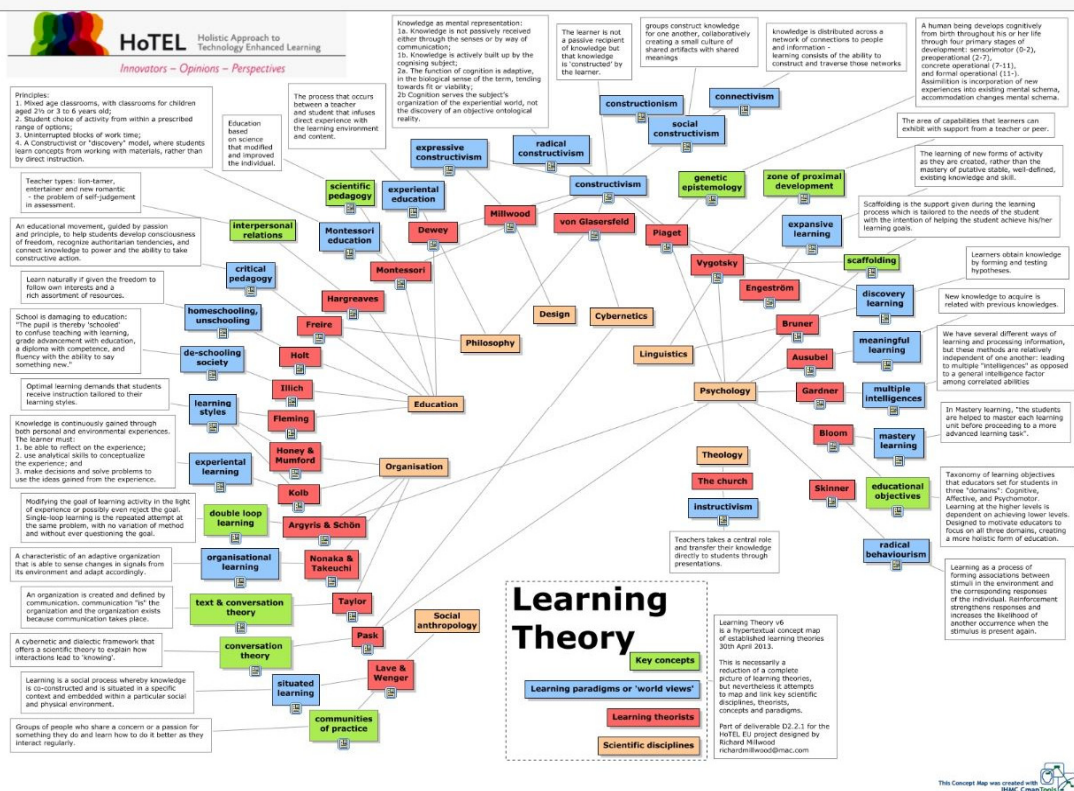 HoTEL
Holistic Approach to
Technology Enhanced Learning
Innovators – Opinions – Perspectives
Principles:
1. Mixed age classrooms, with classrooms for children
aged 2½ or 3 to 6 years old;
2. Student choice of activity from within a prescribed
range of options;
3. Uninterrupted blocks of work time;
4. A Constructivist or "discovery" model, where students
learn concepts from working with materials, rather than
by direct instruction.
Education
based
on science
that modified
and improved
the individual.
The process that occurs
between a teacher
and student that infuses
direct experience with
the learning environment
and content.
Knowledge as mental representation:
1a. Knowledge is not passively received
either through the senses or by way of
communication;
1b. Knowledge is actively built up by the
cognising subject;
2a. The function of cognition is adaptive,
in the biological sense of the term, tending
towards fit or viability;
2b Cognition serves the subject's
organization of the experiential world, not
the discovery of an objective ontological
reality.
The learner is not
a passive recipient
of knowledge but
that knowledge
is 'constructed' by
the learner.
groups construct knowledge
for one another, collaboratively
creating a small culture of
shared artifacts with shared
meanings
knowledge is distributed across a
network of connections to people
and information -
learning consists of the ability to
construct and traverse those networks
A human being develops cognitively
from birth throughout his or her life
through four primary stages of
development: sensorimotor (0-2),
preoperational (2-7),
concrete operational (7-11),
and formal operational (11-).
Assimilition is incorporation of new
experiences into existing mental schema,
accommodation changes mental schema.
The area of capabilities that learners can
exhibit with support from a teacher or peer.
The learning of new forms of activity
as they are created, rather than the
mastery of putative stable, well-defined,
existing knowledge and skill.
Scaffolding is the support given during the learning
process which is tailored to the needs of the student
with the intention of helping the student achieve his/her
learning goals.
Learners obtain knowledge
by forming and testing
hypotheses.
New knowledge to acquire is
related with previous knowledges.
We have several different ways of
learning and processing information,
but these methods are relatively
independent of one another: leading
to multiple "intelligences" as opposed
to a general intelligence factor
among correlated abilities
In Mastery learning, "the students
are helped to master each learning
unit before proceeding to a more
advanced learning task".
Taxonomy of learning objectives
that educators set for students in
three "domains": Cognitive,
Affective, and Psychomotor.
Learning at the higher levels is
dependent on achieving lower levels.
Designed to motivate educators to
focus on all three domains, creating
a more holistic form of education.
Learning as a process of
forming associations between
stimuli in the environment and
the corresponding responses
of the individual. Reinforcement
strengthens responses and
increases the likelihood of
another occurrence when the
stimulus is present again.
Teacher types: lion-tamer,
entertainer and new romantic
- the problem of self-judgement
in assessment.
An educational movement, guided by passion
and principle, to help students develop consciousness
of freedom, recognize authoritarian tendencies, and
connect knowledge to power and the ability to take
constructive action.
Learn naturally if given the freedom to
follow own interests and a
rich assortment of resources.
School is damaging to education:
"The pupil is thereby 'schooled'
to confuse teaching with learning,
grade advancement with education,
a diploma with competence, and
fluency with the ability to say
something new."
Optimal learning demands that students
receive instruction tailored to their
learning styles.
Knowledge is continuously gained through
both personal and environmental experiences.
The learner must:
1. be able to reflect on the experience;
2. use analytical skills to conceptualize
the experience; and
3. make decisions and solve problems to
use the ideas gained from the experience.
Modifying the goal of learning activity in the light
of experience or possibly even reject the goal.
Single-loop learning is the repeated attempt at
the same problem, with no variation of method
and without ever questioning the goal.
A characteristic of an adaptive organization
that is able to sense changes in signals from
its environment and adapt accordingly.
An organization is created and defined by
communication. communication "is" the
organization and the organization exists
because communication takes place.
A cybernetic and dialectic framework that
offers a scientific theory to explain how
interactions lead to 'knowing'.
Learning is a social process whereby knowledge
is co-constructed and is situated in a specific
context and embedded within a particular social
and physical environment.
Groups of people who share a concern or a passion for
something they do and learn how to do it better as they
interact regularly.
constructionism
connectivism
social
constructivism
radical
constructivism
expressive
constructivism
constructivism
genetic
epistemology
zone of proximal
development
scientific
pedagogy
experiential
education
interpersonal
relations
Montessori
education
Dewey
Millwood
von Glasersfeld
Piaget
expansive
learning
Vygotsky
scaffolding
Montessori
critical
pedagogy
Hargreaves
Engeström
discovery
learning
homeschooling,
unschooling
Freire
Design
Cybernetics
Bruner
Philosophy
Linguistics
meaningful
learning
de-schooling
society
Holt
Ausubel
Illich
Psychology
Gardner
multiple
intelligences
learning
styles
Education
Fleming
Bloom
mastery
learning
Honey &
Mumford
experiential
learning
Organisation
Theology
Kolb
The church
Skinner
educational
objectives
double loop
learning
Argyris & Schön
instructivism
organisational
learning
Nonaka &
Takeuchi
Teachers takes a central role
and transfer their knowledge
directly to students through
presentations.
radical
behaviourism
text & conversation
theory
Taylor
Social
anthropology
Pask
conversation
theory
Lave &
Wenger
situated
learning
communities
of practice
Learning
Theory
Key concepts
Learning paradigms or 'world views'
Learning theorists
Scientific disciplines
Learning Theory v6
is a hypertextual concept map
of established learning theories
30th April 2013.
This is necessarily a
reduction of a complete
picture of learning theories,
but nevertheless it attempts
to map and link key scientific
disciplines, theorists,
concepts and paradigms.
Part of deliverable D2.2.1 for the
HoTEL EU project designed by
Richard Millwood
richardmillwood@mac.com
This Concept Map was created with
IHMC CmapTools